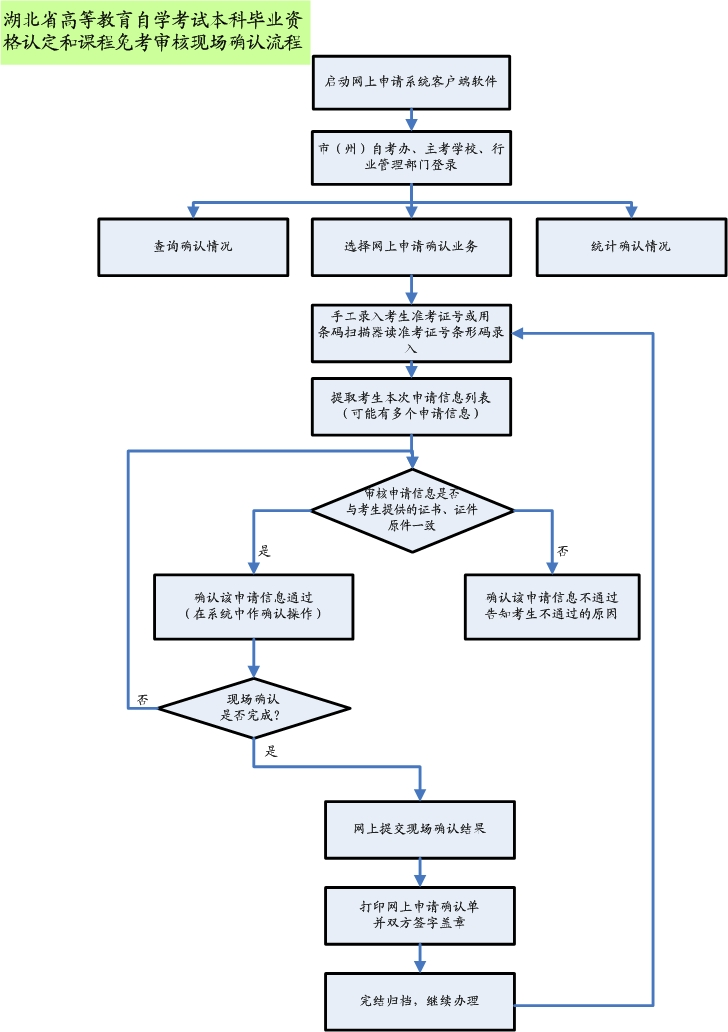 湖北省高等教育自学考试本科毕业资
格认定和课程免考审核现场确认流程
启动网上申请系统客户端软件
市（州）自考办、主考学校、行
业管理部门登录
查询确认情况
选择网上申请确认业务
统计确认情况
手工录入考生准考证号或用
条码扫描器读准考证号条形码录
入
提取考生本次申请信息列表
（可能有多个申请信息）
审核申请信息是否
与考生提供的证书、证件
原件一致
是
否
确认该申请信息通过
（在系统中作确认操作）
确认该申请信息不通过
告知考生不通过的原因
现场确认
是否完成?
否
是
网上提交现场确认结果
打印网上申请确认单
并双方签字盖章
完结归档，继续办理